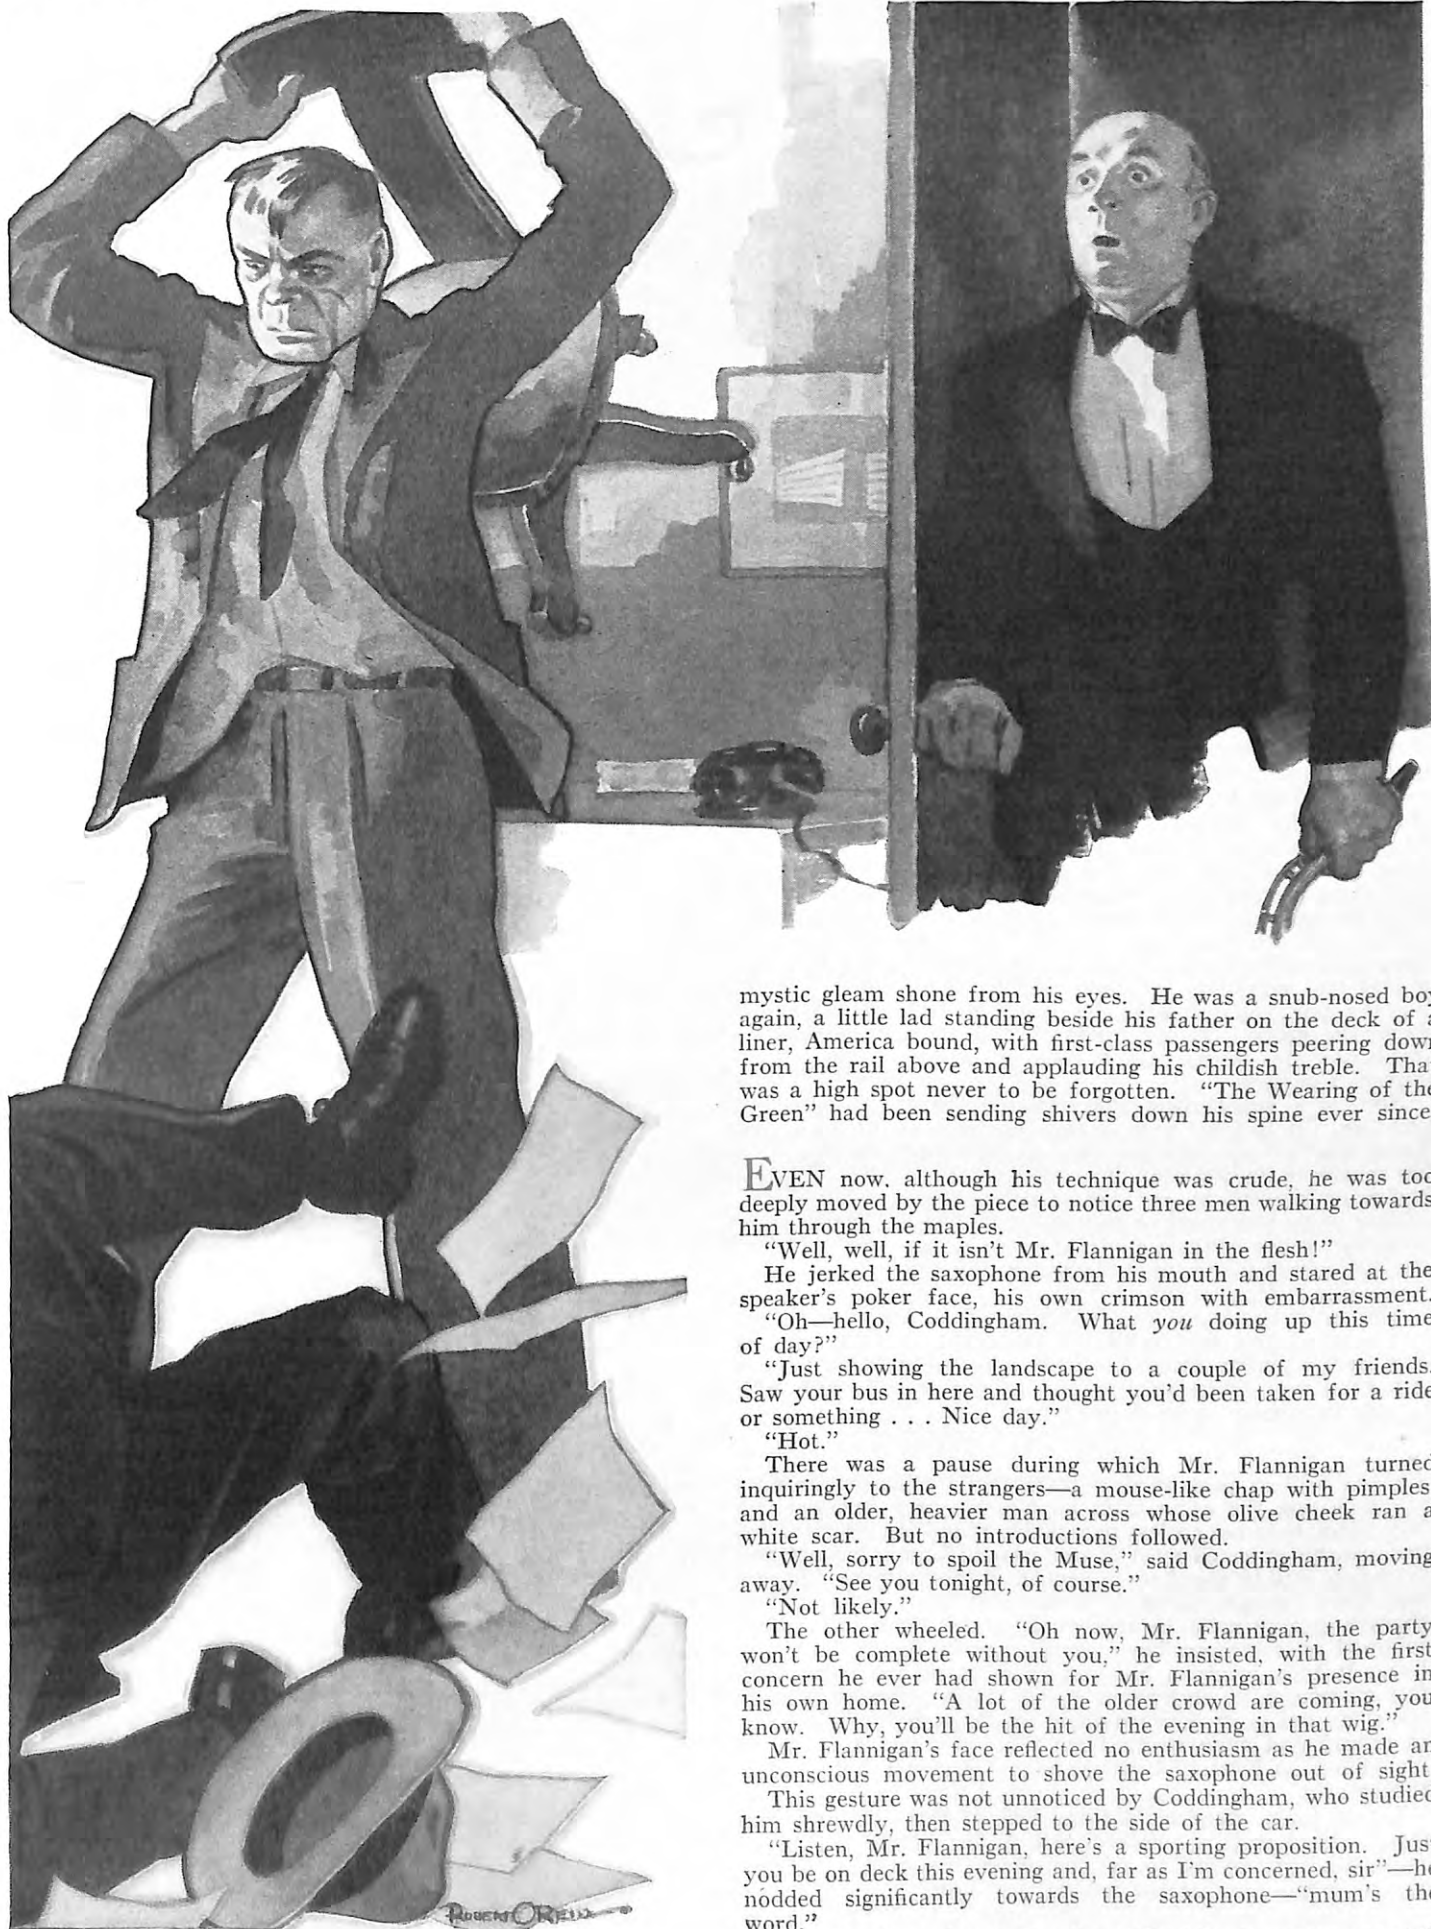 mystic gleam shone from his eyes. He was a snub-nosed boy
again, a little lad standing beside his father on the deck of a
liner, America bound, with first-class passengers peering down
from the rail above and applauding his childish treble. Tha
was a high spot never to be forgotten. “The Wearing of the
Green” had been sending shivers down his spine ever since
EVEN now. although his technique was crude, he was too
deeply moved by the piece to notice three men walking towards
him through the maples.
“Well, well, if it isn’t Mr. Flannigan in the flesh!”
He jerked the saxophone from his mouth and stared at the
speaker’s poker face, his own crimson with embarrassment.
“Oh—hello, Coddingham. What you doing up this time
of day?”
“Just showing the landscape to a couple of my friends.
Saw your bus in here and thought you’d been taken for a ride
or something . . . Nice day.”
“Hot.”
There was a pause during which Mr. Flannigan turned
inquiringly to the strangers—a mouse-like chap with pimples
and an older, heavier man across whose olive cheek ran a
white scar. But no introductions followed.
“Well, sorry to spoil the Muse,” said Coddingham, moving
away. “See you tonight, of course.”
“Not likely.”
The other wheeled. “Oh now, Mr. Flannigan, the party
won’t be complete without you,” he insisted, with the first
concern he ever had shown for Mr. Flannigan’s presence in
his own home. “A lot of the older crowd are coming, you
know. Why, you’ll be the hit of the evening in that wig.”
Mr. Flannigan’s face reflected no enthusiasm as he made an
unconscious movement to shove the saxophone out of sight
This gesture was not unnoticed by Coddingham, who studied
him shrewdly, then stepped to the side of the car.
“Listen, Mr. Flannigan, here’s a sporting proposition. Jus
you be on deck this evening and, far as I’m concerned, sir”—he
nodded significantly towards the saxophone—“mum’s the
word.”